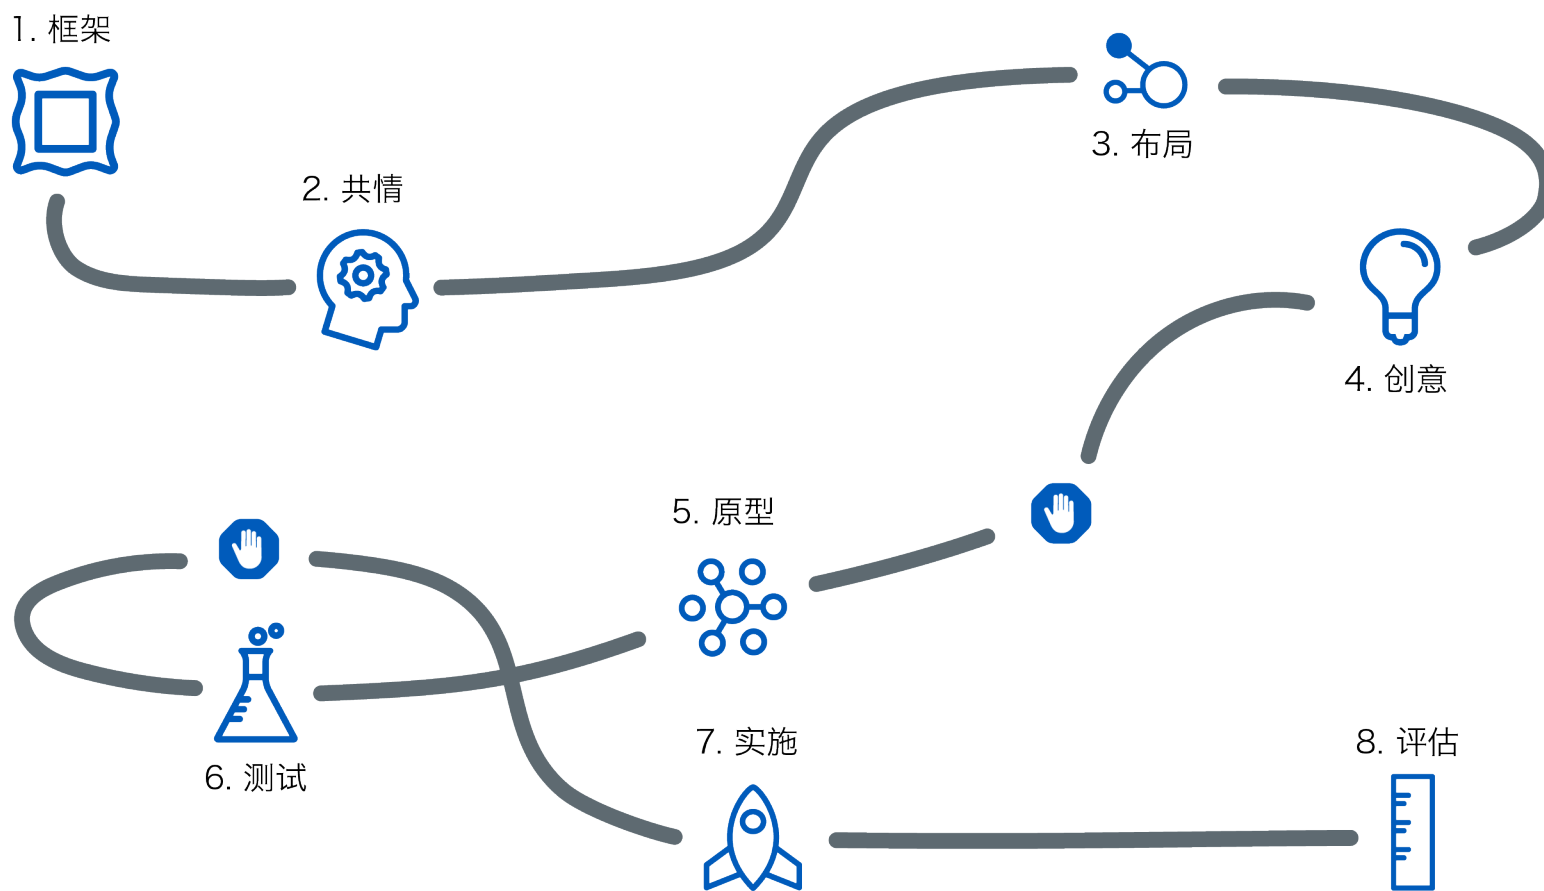 1. 框架
2. 共情
3. 布局
4. 创意
5. 原型
6. 测试
7. 实施
8. 评估